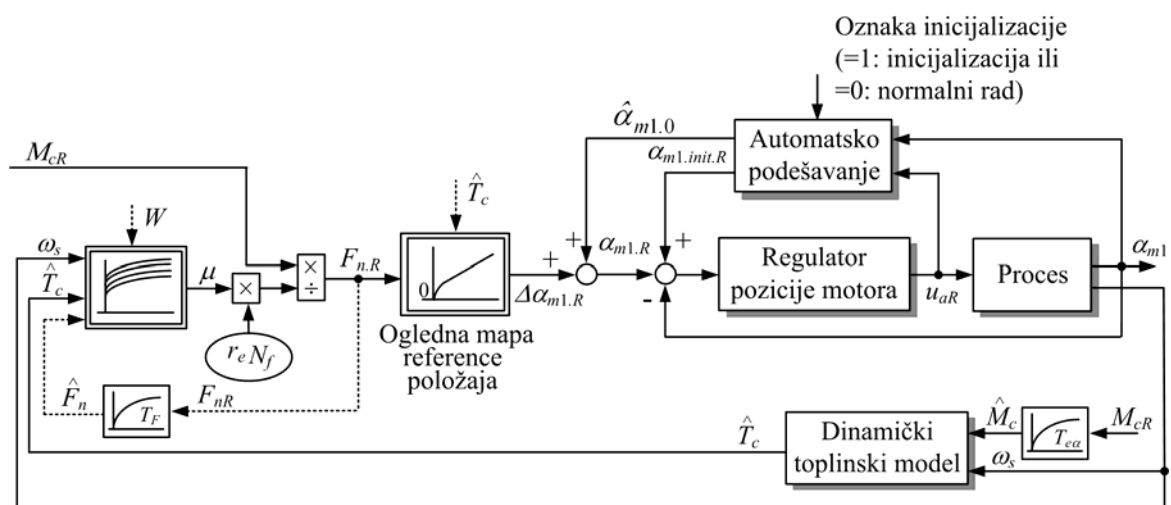 Oznaka inicijalizacije
(=1: inicijalizacija ili
=0: normalni rad)
α̂m1.0
Automatsko
podešavanje
αm1.init.R
McR
T̂c
W
ωs
T̂c
μ
×
×
÷
Fn.R
0
+
Δαm1.R
+
αm1.R
+
-
Regulator
pozicije motora
uaR
Proces
αm1
reNf
Ogledna mapa
reference
položaja
F̂n
TF
FnR
T̂c
Dinamički
toplinski model
M̂c
Teα
McR
ωs